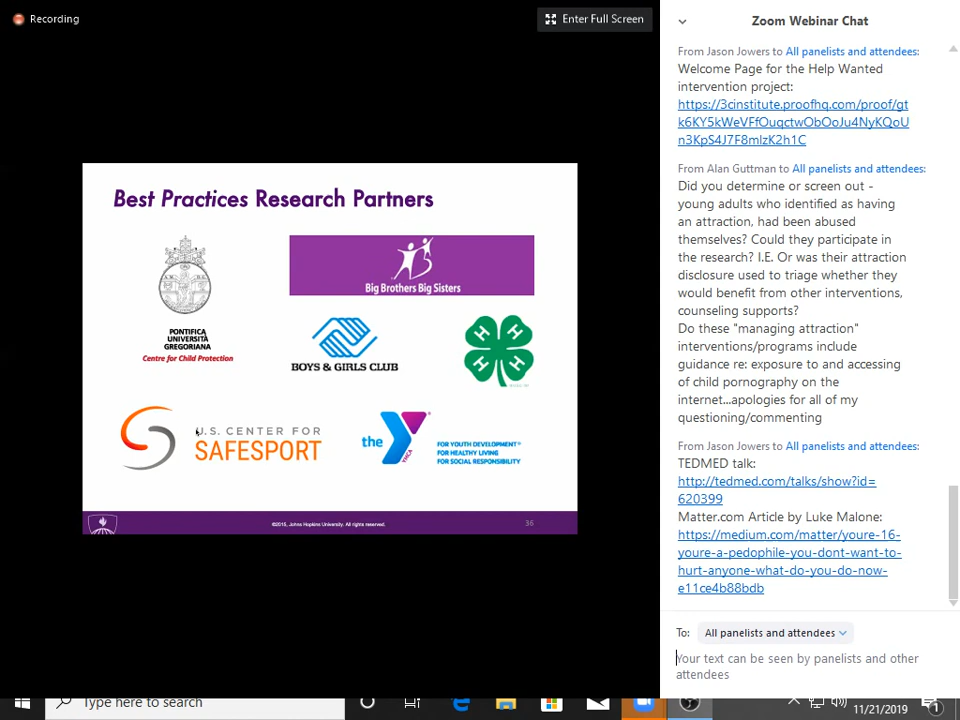 Recording
Enter Full Screen
Best Practices Research Partners
PONTIFICA
UNIVERSITÀ
GREGORIANA
Centre for Child Protection
Big Brothers Big Sisters
BOYS & GIRLS CLUB
H H
H H
U.S. CENTER FOR
SAFESPORT
the Y
YMCA
FOR YOUTH DEVELOPMENT®
FOR HEALTHY LIVING
FOR SOCIAL RESPONSIBILITY
©2015, Johns Hopkins University. All rights reserved.
36
Zoom Webinar Chat
From Jason Jowers to All panelists and attendees:
Welcome Page for the Help Wanted
intervention project:
https://3cinstitute.proofhq.com/proof/gt
k6KY5kWeVFfOuqctwObOoJu4NyKQoU
n3KpS4J7F8mlzK2h1C
From Alan Guttman to All panelists and attendees:
Did you determine or screen out -
young adults who identified as having
an attraction, had been abused
themselves? Could they participate in
the research? I.E. Or was their attraction
disclosure used to triage whether they
would benefit from other interventions,
counseling supports?
Do these "managing attraction"
interventions/programs include
guidance re: exposure to and accessing
of child pornography on the
internet...apologies for all of my
questioning/commenting
From Jason Jowers to All panelists and attendees:
TEDMED talk:
http://tedmed.com/talks/show?id=
620399
Matter.com Article by Luke Malone:
https://medium.com/matter/youre-16-
youre-a-pedophile-you-dont-want-to-
hurt-anyone-what-do-you-do-now-
e11ce4b88bdb
To: All panelists and attendees
Your text can be seen by panelists and other
attendees
Type here to search
11/21/2019
1